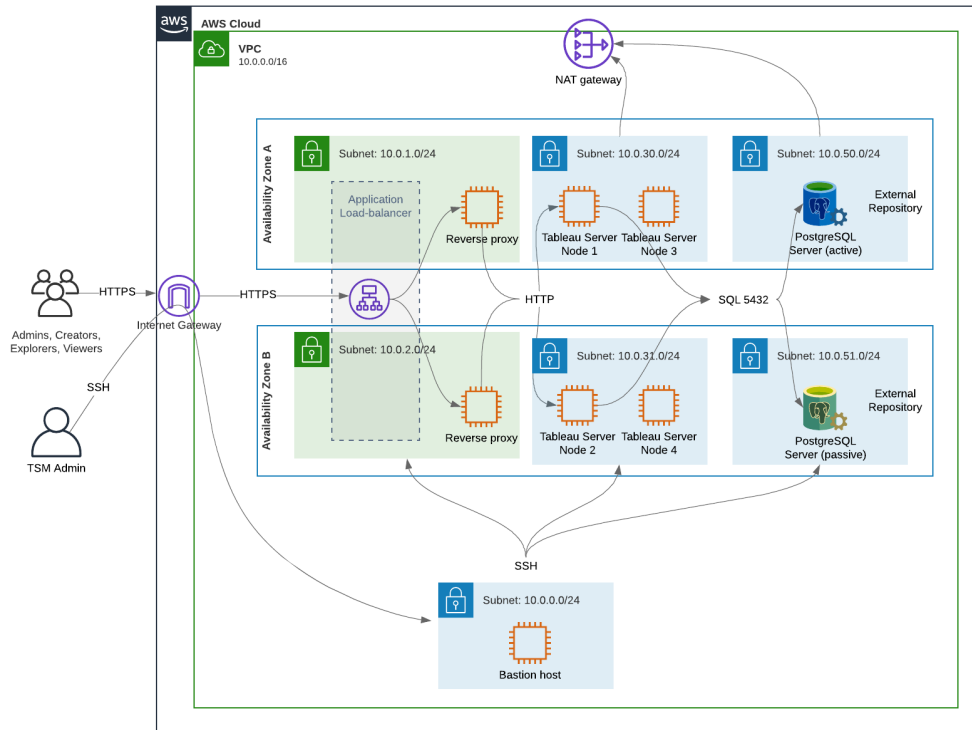 aws
AWS Cloud
VPC
10.0.0.0/16
NAT gateway
Availability Zone A
Subnet: 10.0.1.0/24
Subnet: 10.0.30.0/24
Subnet: 10.0.50.0/24
Application
Load-balancer
Reverse proxy
Tableau Server
Node 1
Tableau Server
Node 3
External
Repository
PostgreSQL
Server (active)
HTTPS
HTTPS
HTTP
SQL 5432
Admins, Creators,
Explorers, Viewers
Internet Gateway
Availability Zone B
Subnet: 10.0.2.0/24
Subnet: 10.0.31.0/24
Subnet: 10.0.51.0/24
SSH
Reverse proxy
Tableau Server
Node 2
Tableau Server
Node 4
External
Repository
PostgreSQL
Server (passive)
TSM Admin
SSH
Subnet: 10.0.0.0/24
Bastion host